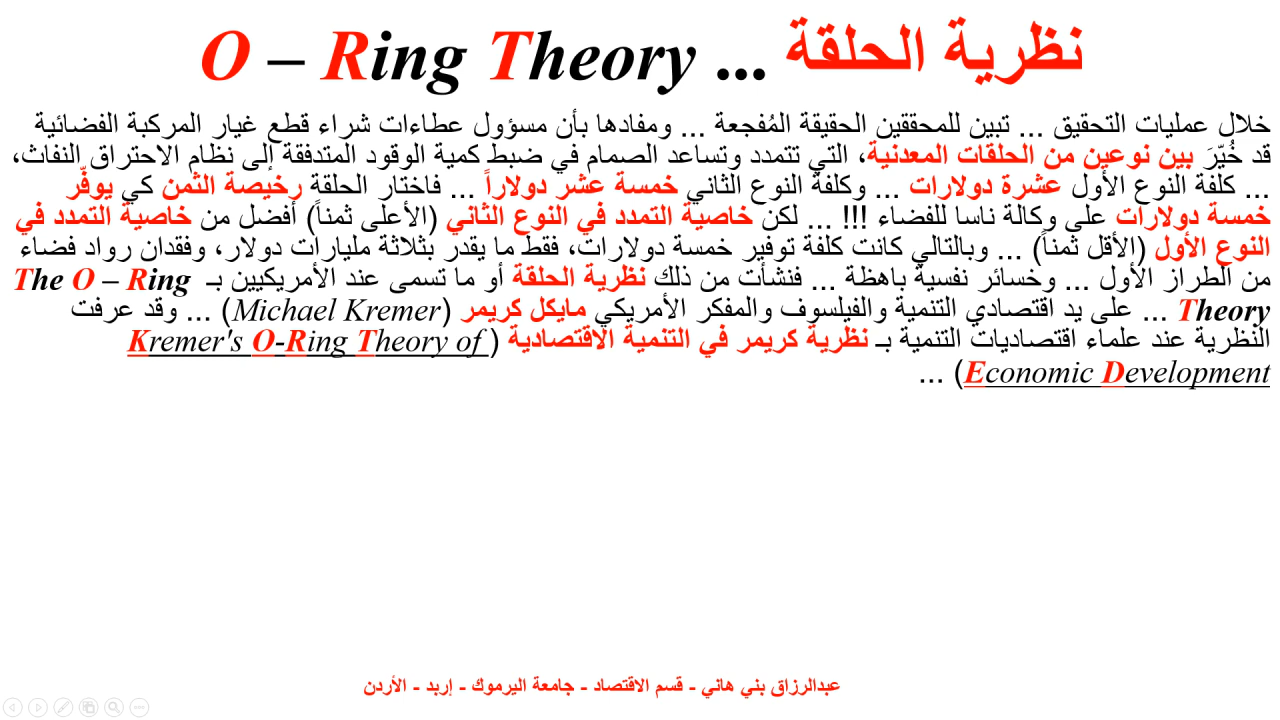 نظرية الحلقة ... O – Ring Theory
خلال عمليات التحقيق ... تبين للمحققين الحقيقة المُفجعة ... ومفادها بأن مسؤول عطاءات شراء قطع غيار المركبة الفضائية
قد خُيّرَ بين نوعين من الحلقات المعدنية، التي تتمدد وتساعد الصمام في ضبط كمية الوقود المتدفقة إلى نظام الاحتراق النفاث،
... كلفة النوع الأول عشرة دولارات ... وكلفة النوع الثاني خمسة عشر دولاراً ... فاختار الحلقة رخيصة الثمن كي يوفّر
خمسة دولارات على وكالة ناسا للفضاء !!! ... لكن خاصية التمدد في النوع الثاني (الأعلى ثمناً) أفضل من خاصية التمدد في
النوع الأول (الأقل ثمناً) ... وبالتالي كانت كلفة توفير خمسة دولارات، فقط ما يقدر بثلاثة مليارات دولار، وفقدان رواد فضاء
من الطراز الأول ... وخسائر نفسية باهظة ... فنشأت من ذلك نظرية الحلقة أو ما تسمى عند الأمريكيين بـ The O – Ring
Theory ... على يد اقتصادي التنمية والفيلسوف والمفكر الأمريكي مايكل كريمر (Michael Kremer) ... وقد عرفت
النظرية عند علماء اقتصاديات التنمية بـ نظرية كريمر في التنمية الاقتصادية (Kremer's O-Ring Theory of
Economic Development) ...
عبدالرزاق بني هاني - قسم الاقتصاد - جامعة اليرموك - إربد - الأردن